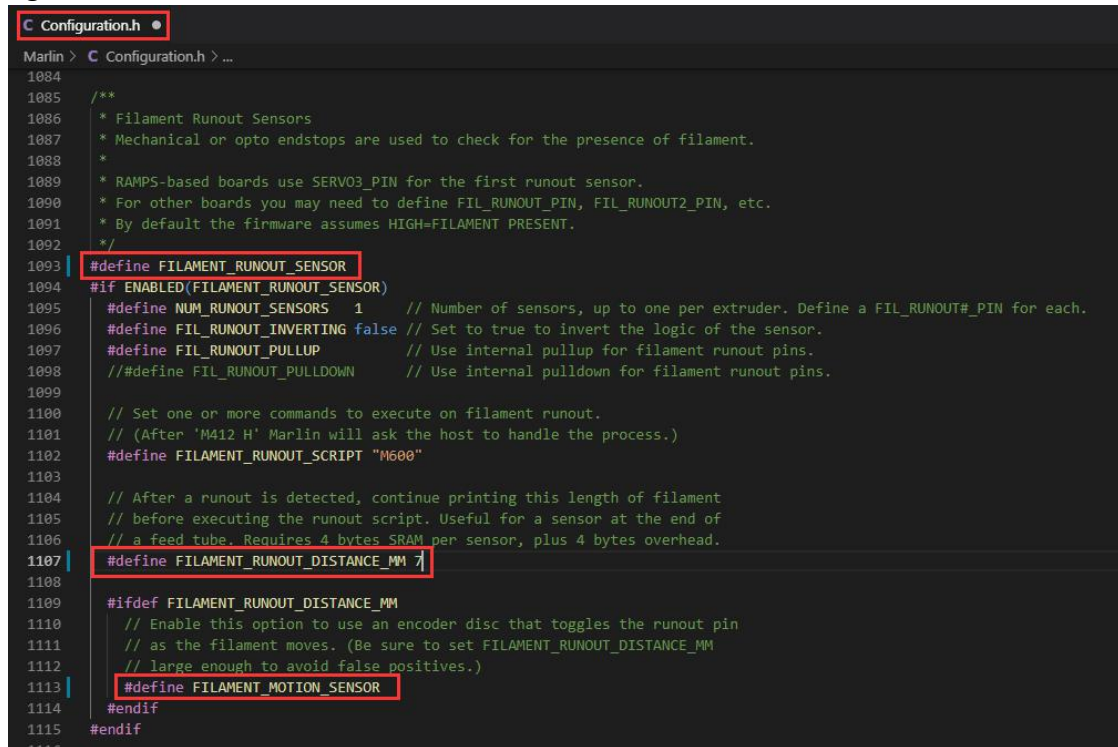 C Configuration.h ●
Marlin > C Configuration.h > ...
1084
1085 /**
1086 * Filament Runout Sensors
1087 * Mechanical or opto endstops are used to check for the presence of filament.
1088 *
1089 * RAMPS-based boards use SERVO3_PIN for the first runout sensor.
1090 * For other boards you may need to define FIL_RUNOUT_PIN, FIL_RUNOUT2_PIN, etc.
1091 * By default the firmware assumes HIGH=FILAMENT PRESENT.
1092 */
1093 #define FILAMENT_RUNOUT_SENSOR
1094 #if ENABLED(FILAMENT_RUNOUT_SENSOR)
1095 #define NUM_RUNOUT_SENSORS 1 // Number of sensors, up to one per extruder. Define a FIL_RUNOUT#_PIN for each.
1096 #define FIL_RUNOUT_INVERTING false // Set to true to invert the logic of the sensor.
1097 #define FIL_RUNOUT_PULLUP // Use internal pullup for filament runout pins.
1098 //#define FIL_RUNOUT_PULLDOWN // Use internal pulldown for filament runout pins.
1099
1100 // Set one or more commands to execute on filament runout.
1101 // (After 'M412 H' Marlin will ask the host to handle the process.)
1102 #define FILAMENT_RUNOUT_SCRIPT "M600"
1103
1104 // After a runout is detected, continue printing this length of filament
1105 // before executing the runout script. Useful for a sensor at the end of
1106 // a feed tube. Requires 4 bytes SRAM per sensor, plus 4 bytes overhead.
1107 #define FILAMENT_RUNOUT_DISTANCE_MM 7
1108
1109 #ifdef FILAMENT_RUNOUT_DISTANCE_MM
1110 // Enable this option to use an encoder disc that toggles the runout pin
1111 // as the filament moves. (Be sure to set FILAMENT_RUNOUT_DISTANCE_MM
1112 // large enough to avoid false positives.)
1113 #define FILAMENT_MOTION_SENSOR
1114 #endif
1115 #endif